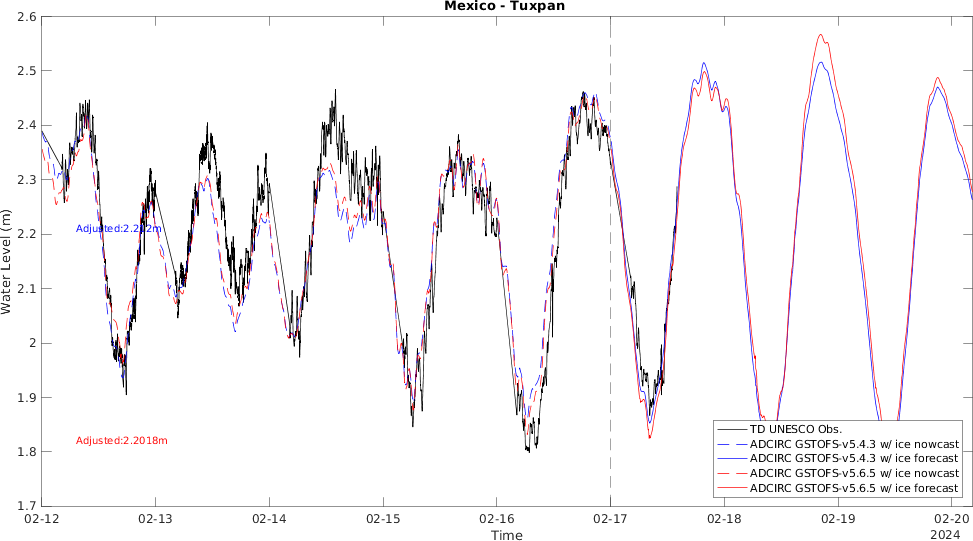 Mexico - Tuxpan
2.6
2.5
2.4
2.3
2.2
2.1
2
1.9
1.8
1.7
Water Level (m)
Adjusted:2.2m
Adjusted:2.2018m
TD UNESCO Obs.
ADCIRC GSTOFS-v5.4.3 w/ ice nowcast
ADCIRC GSTOFS-v5.4.3 w/ ice forecast
ADCIRC GSTOFS-v5.6.5 w/ ice nowcast
ADCIRC GSTOFS-v5.6.5 w/ ice forecast
02-12
02-13
02-14
02-15
02-16
02-17
02-18
02-19
02-20
Time
2024